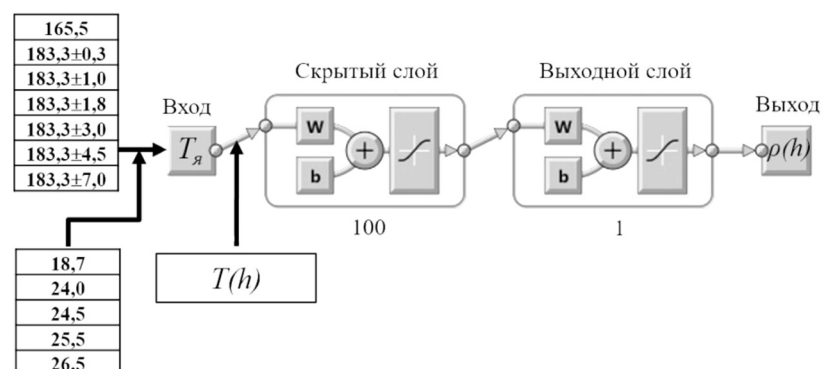 165,5
183,3±0,3
183,3±1,0
183,3±1,8
183,3±3,0
183,3±4,5
183,3±7,0
18,7
24,0
24,5
25,5
26,5
Вход
Tя
T(h)
Скрытый слой
W
b
+
100
Выходной слой
W
b
+
1
Выход
ρ(h)